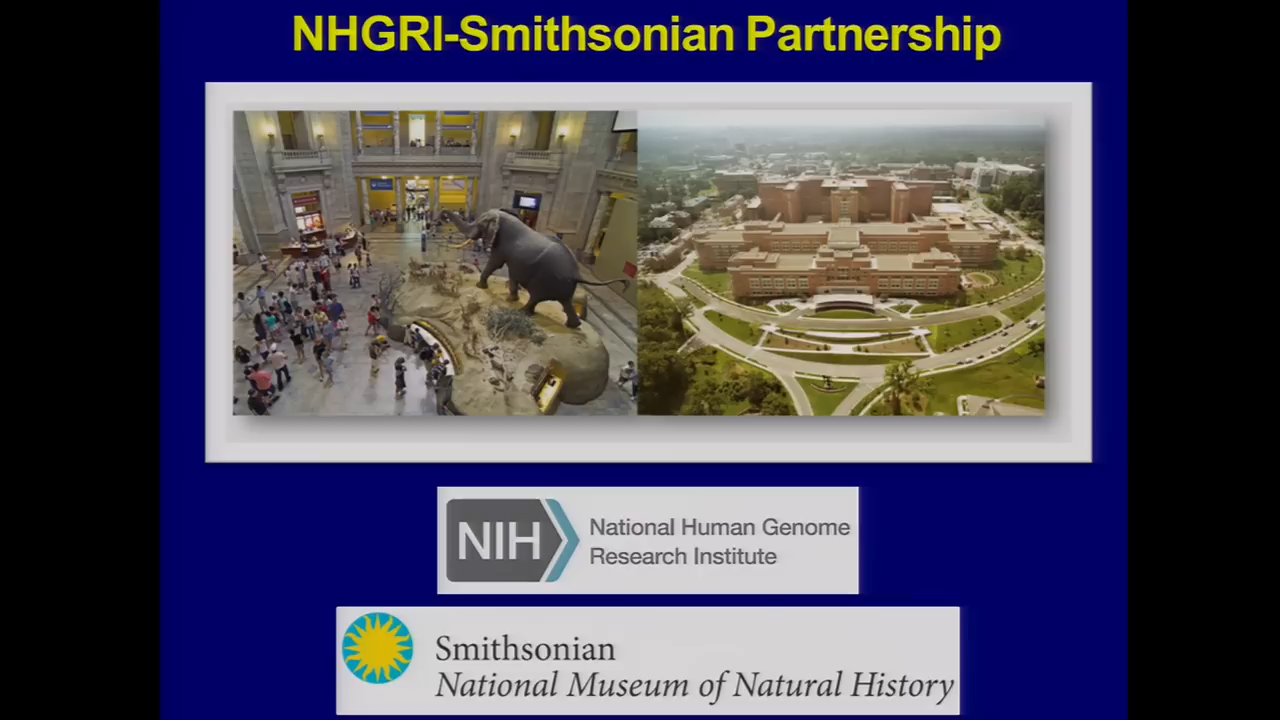 NHGRI-Smithsonian Partnership
NIH
National Human Genome
Research Institute
Smithsonian
National Museum of Natural History